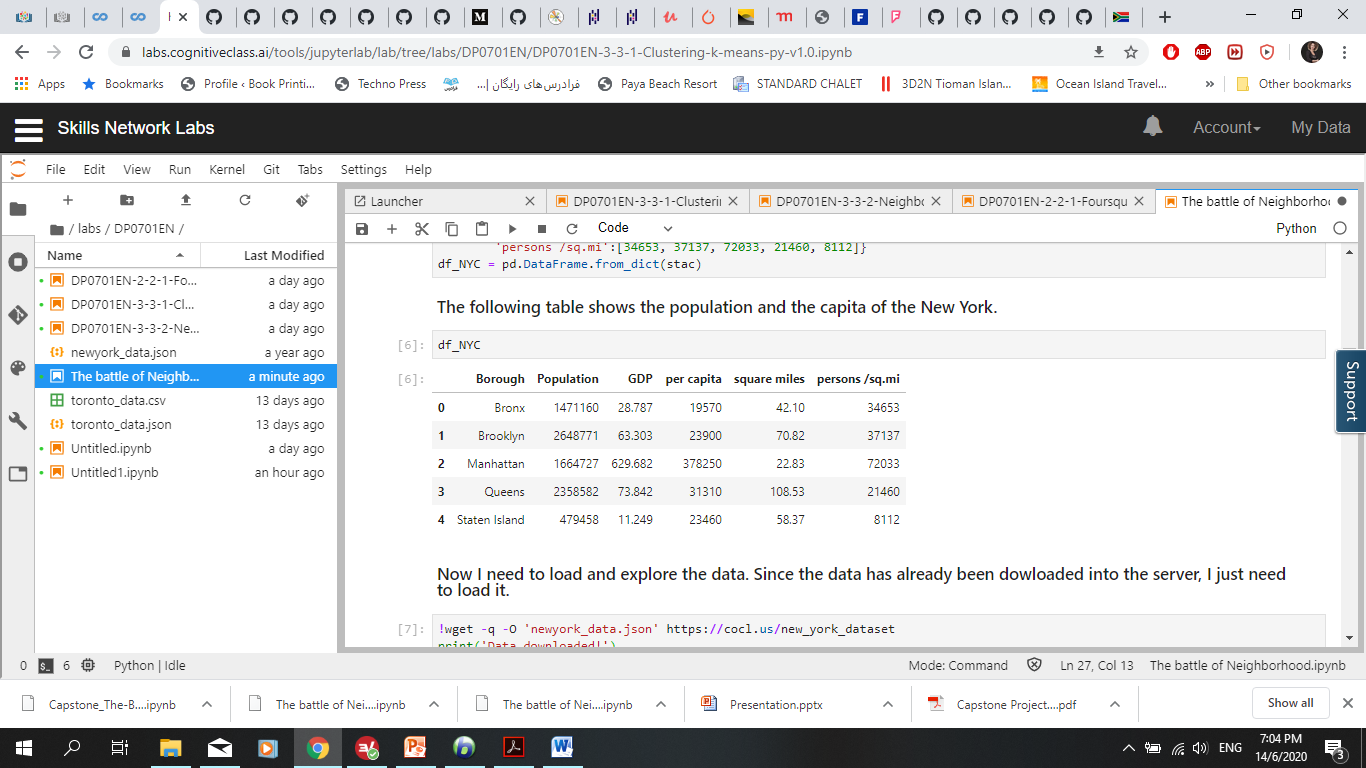 labs.cognitiveclass.ai/tools/jupyterlab/lab/tree/labs/DP0701EN/DP0701EN-3-3-1-Clustering-k-means-py-v1.0.ipynb
Apps Bookmarks Profile ‹ Book Printi... Techno Press فرادرس‌های رایگان |... Paya Beach Resort STANDARD CHALET 3D2N Tioman Islan... Ocean Island Travel... » Other bookmarks
Skills Network Labs Account My Data
File Edit View Run Kernel Git Tabs Settings Help
Launcher DP0701EN-3-3-1-Clusterin DP0701EN-3-3-2-Neighbo DP0701EN-2-2-1-Foursqu The battle of Neighborhoo
/ labs / DP0701EN /
Code Python
Name Last Modified
DP0701EN-2-2-1-Fo... a day ago
DP0701EN-3-3-1-Cl... a day ago
DP0701EN-3-3-2-Ne... a day ago
newyork_data.json a year ago
The battle of Neighb... a minute ago
toronto_data.csv 13 days ago
toronto_data.json 13 days ago
Untitled.ipynb a day ago
Untitled1.ipynb an hour ago
'persons /sq.mi':[34653, 37137, 72033, 21460, 8112]}
df_NYC = pd.DataFrame.from_dict(stac)
The following table shows the population and the capita of the New York.
[6]: df_NYC
[6]: Borough Population GDP per capita square miles persons /sq.mi
0 Bronx 1471160 28.787 19570 42.10 34653
1 Brooklyn 2648771 63.303 23900 70.82 37137
2 Manhattan 1664727 629.682 378250 22.83 72033
3 Queens 2358582 73.842 31310 108.53 21460
4 Staten Island 479458 11.249 23460 58.37 8112
Now I need to load and explore the data. Since the data has already been dowloaded into the server, I just need
to load it.
[7]: !wget -q -O 'newyork_data.json' https://cocl.us/new_york_dataset
print('Data downloaded!')
Support
0 6 Python | Idle Mode: Command Ln 27, Col 13 The battle of Neighborhood.ipynb
Capstone_The-B....ipynb The battle of Nei....ipynb The battle of Nei....ipynb Presentation.pptx Capstone Project....pdf Show all
ENG 7:04 PM
14/6/2020
3